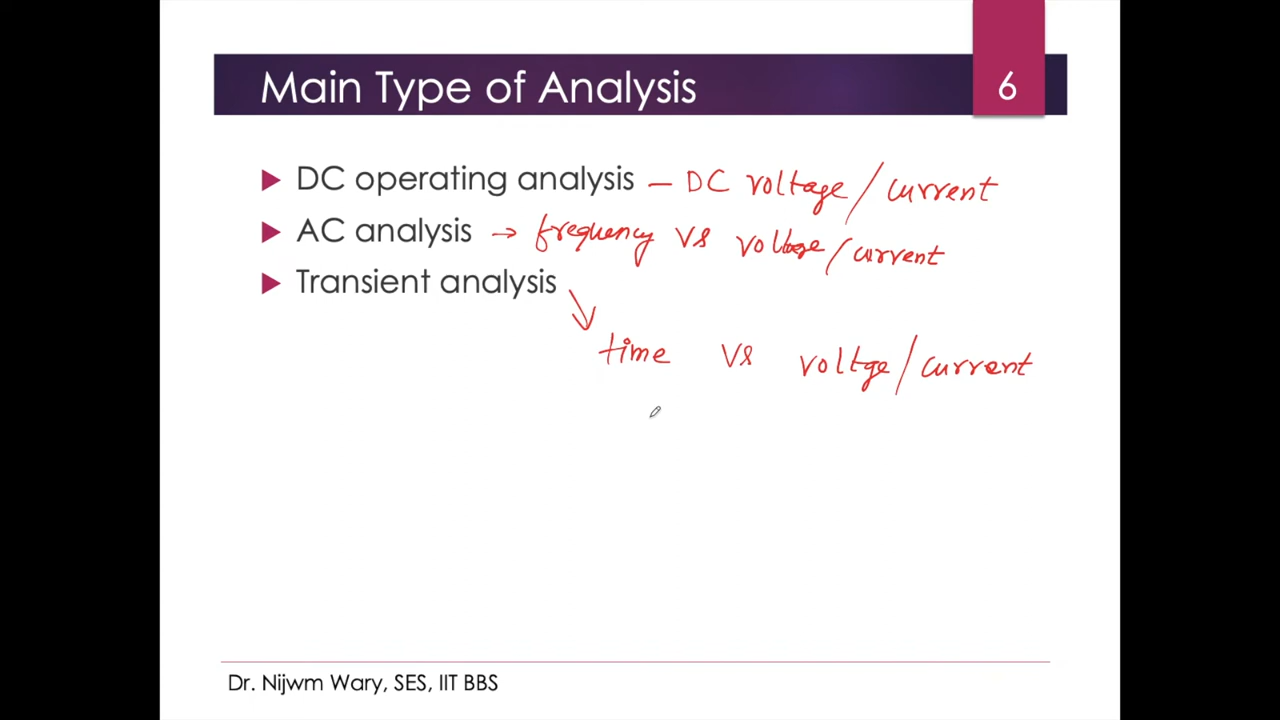 Main Type of Analysis
6
DC operating analysis – DC voltage / current
AC analysis → frequency vs voltage / current
Transient analysis
time vs voltge / current
Dr. Nijwm Wary, SES, IIT BBS